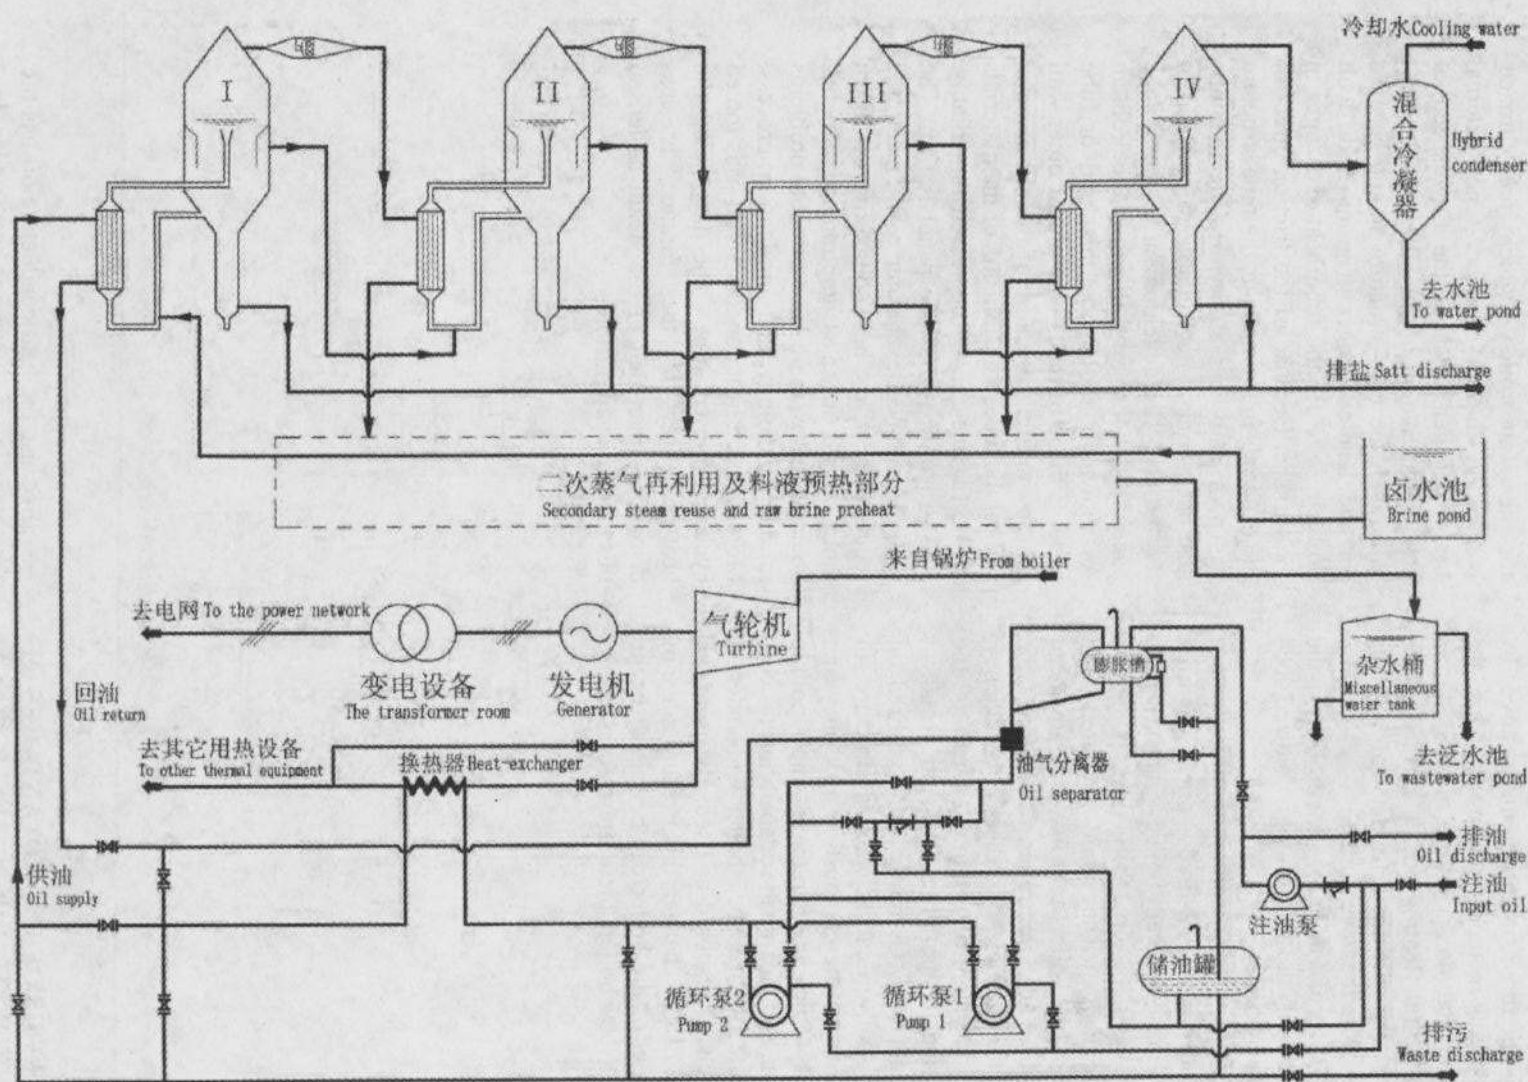 I
II
III
IV
冷却水Cooling water
混合冷凝器
Hybrid
condenser
去水池
To water pond
排盐 Satt discharge
二次蒸气再利用及料液预热部分
Secondary steam reuse and raw brine preheat
卤水池
Brine pond
来自锅炉From boiler
去电网 To the power network
变电设备
The transformer room
发电机
Generator
气轮机
Turbine
膨胀槽
杂水桶
Miscellaneous
water tank
回油
Oil return
去其它用热设备
To other thermal equipment
换热器 Heat-exchanger
油气分离器
Oil separator
去泛水池
To wastewater pond
排油
Oil discharge
供油
Oil supply
注油
Input oil
注油泵
储油罐
循环泵2
Pump 2
循环泵1
Pump 1
排污
Waste discharge